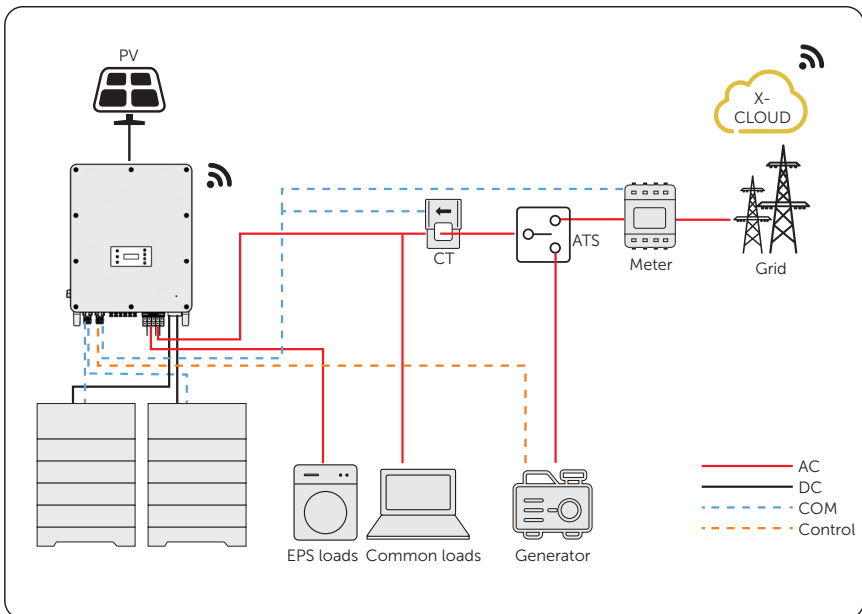 PV
X-
CLOUD
CT
ATS
Meter
Grid
EPS loads
Common loads
Generator
AC
DC
COM
Control